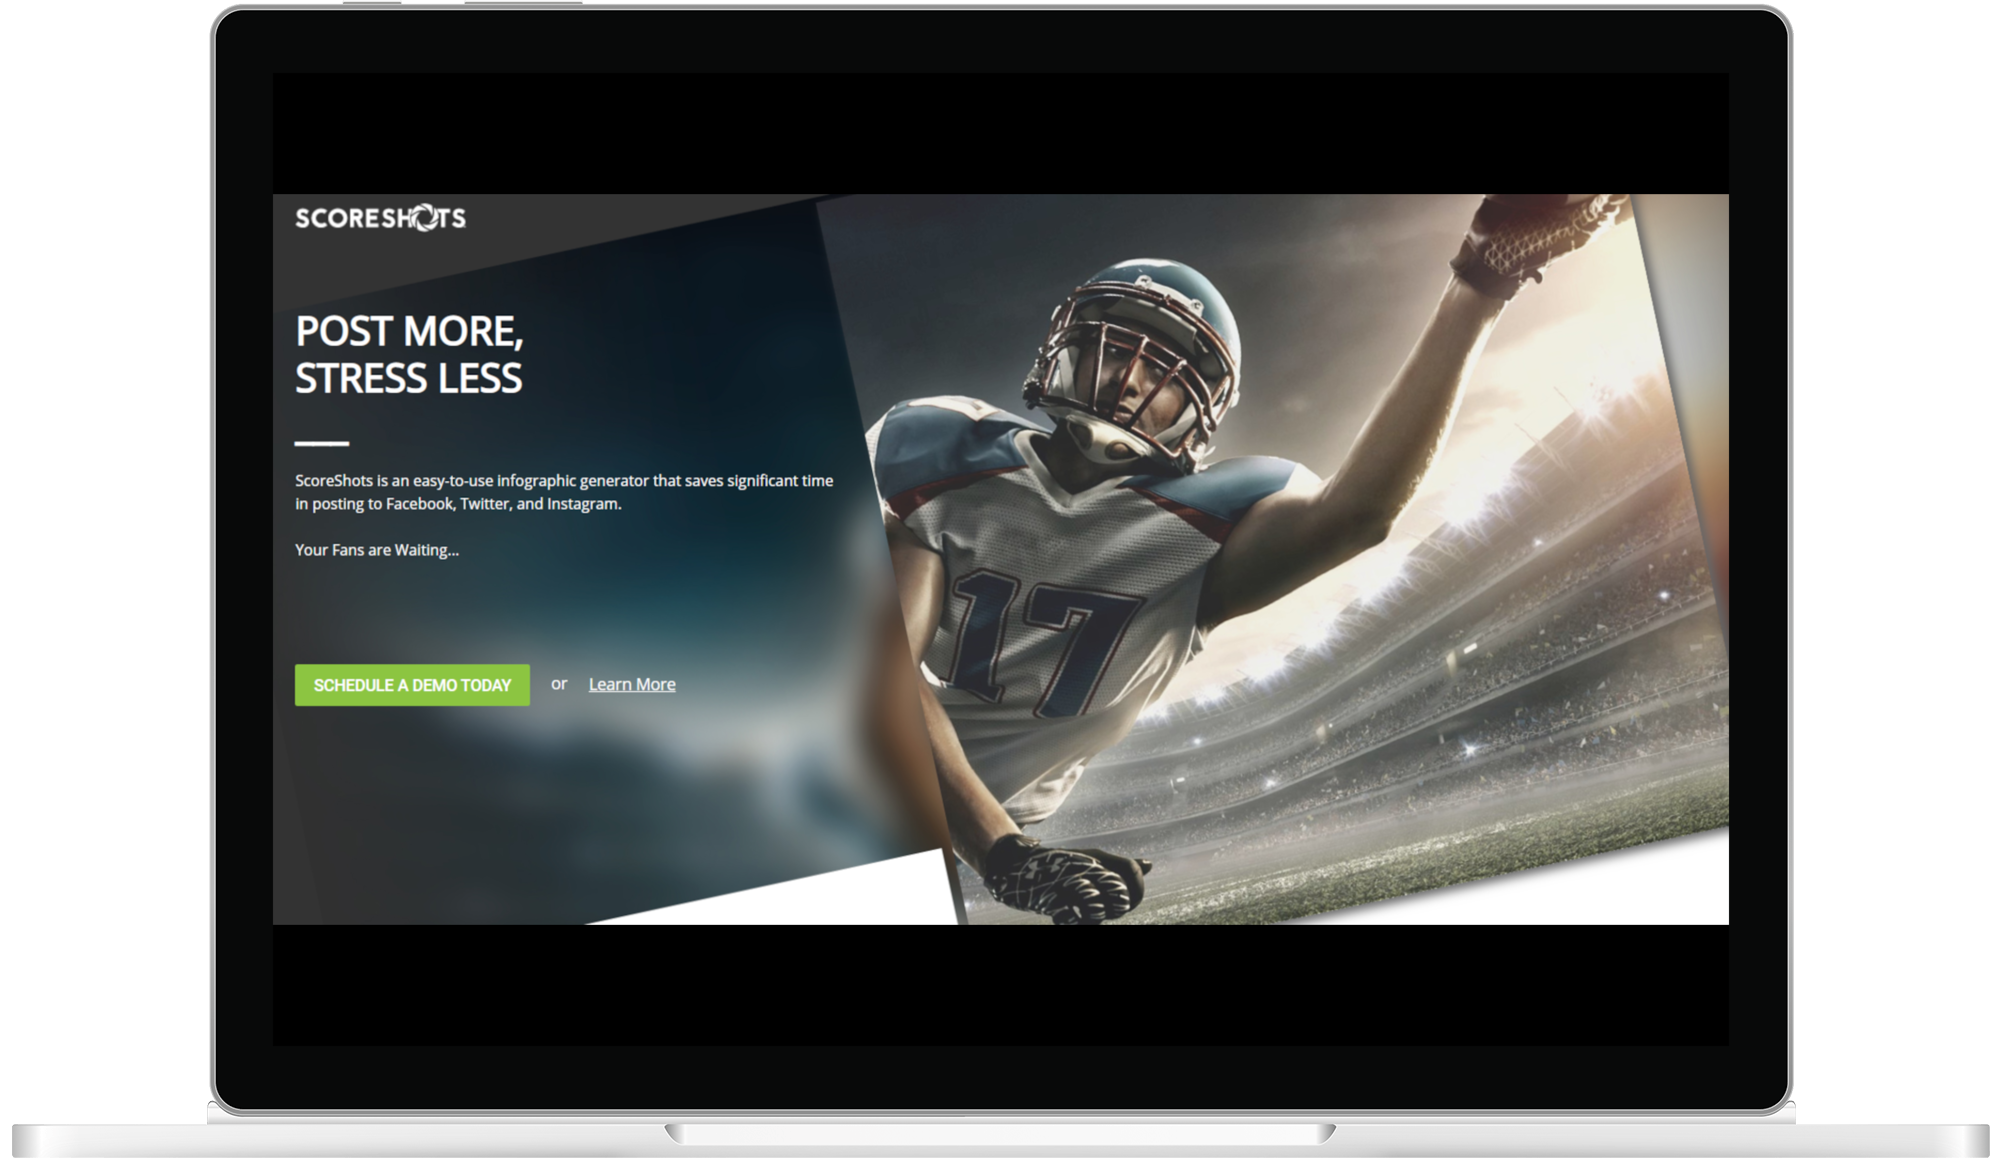 SCORESHOTS
POST MORE,
STRESS LESS
ScoreShots is an easy-to-use infographic generator that saves significant time
in posting to Facebook, Twitter, and Instagram.
Your Fans are Waiting...
SCHEDULE A DEMO TODAY or Learn More
17